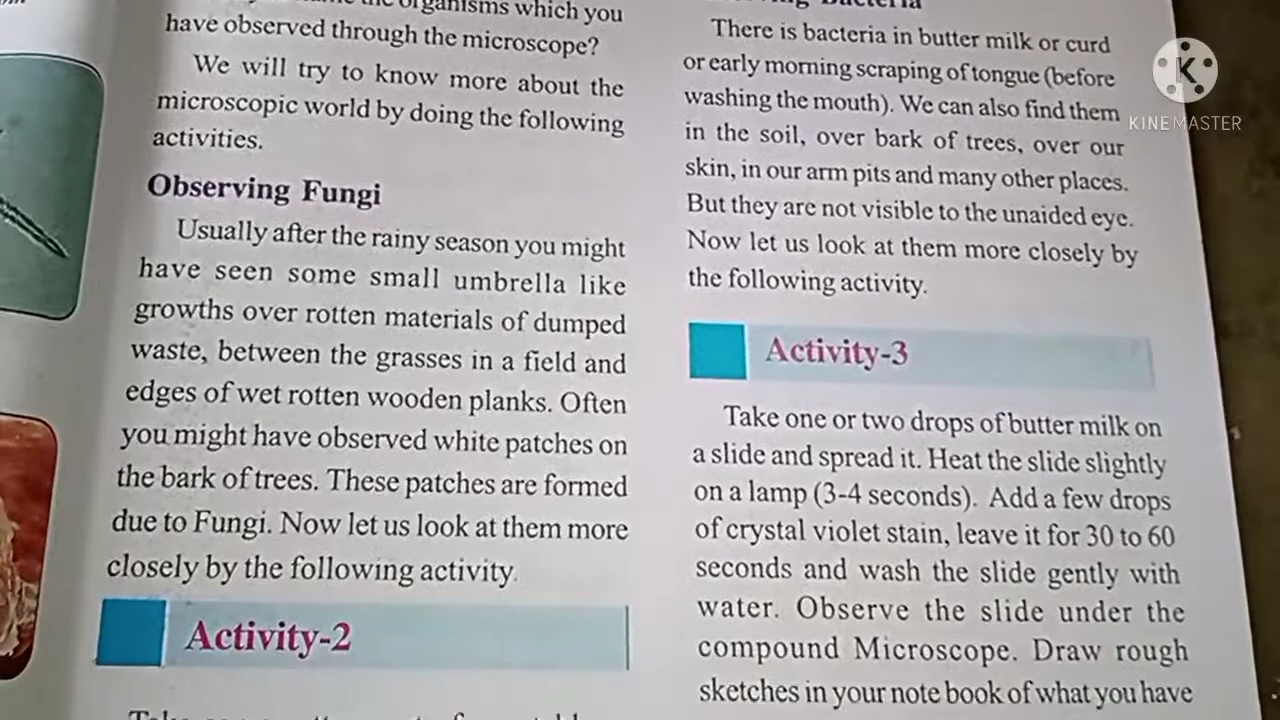 organisms which you
have observed through the microscope?
We will try to know more about the
microscopic world by doing the following
activities.
Observing Fungi
Usually after the rainy season you might
have seen some small umbrella like
growths over rotten materials of dumped
waste, between the grasses in a field and
edges of wet rotten wooden planks. Often
you might have observed white patches on
the bark of trees. These patches are formed
due to Fungi. Now let us look at them more
closely by the following activity.
Activity-2
Bacteria
There is bacteria in butter milk or curd
or early morning scraping of tongue (before
washing the mouth). We can also find them
in the soil, over bark of trees, over our
skin, in our arm pits and many other places.
But they are not visible to the unaided eye.
Now let us look at them more closely by
the following activity.
Activity-3
Take one or two drops of butter milk on
a slide and spread it. Heat the slide slightly
on a lamp (3-4 seconds). Add a few drops
of crystal violet stain, leave it for 30 to 60
seconds and wash the slide gently with
water. Observe the slide under the
compound Microscope. Draw rough
sketches in your note book of what you have
K
KINEMASTER